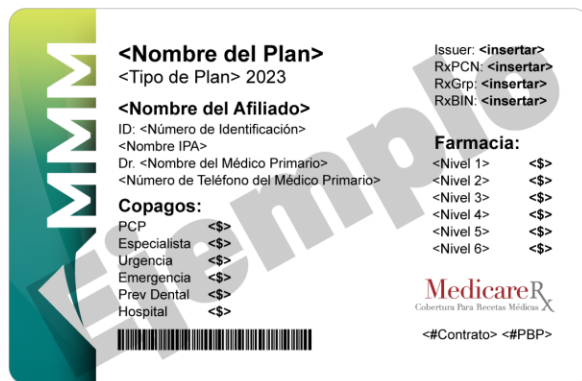 MMM
<Nombre del Plan>
<Tipo de Plan> 2023
<Nombre del Afiliado>
ID: <Número de Identificación>
<Nombre IPA>
Dr. <Nombre del Médico Primario>
<Número de Teléfono del Médico Primario>
Copagos:
PCP <$>
Especialista <$>
Urgencia <$>
Emergencia <$>
Prev Dental <$>
Hospital <$>
Issuer: <insertar>
RxPCN: <insertar>
RxGrp: <insertar>
RxBIN: <insertar>
Farmacia:
<Nivel 1> <$>
<Nivel 2> <$>
<Nivel 3> <$>
<Nivel 4> <$>
<Nivel 5> <$>
<Nivel 6> <$>
MedicareRx
Cobertura Para Recetas Médicas
<#Contrato> <#PBP>
Ejemplo